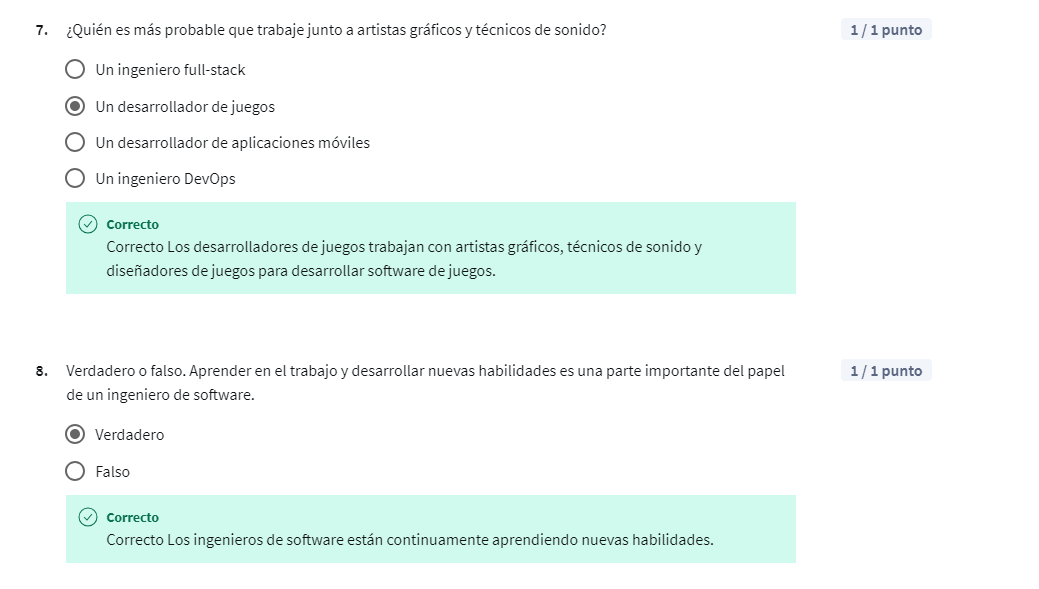 7. ¿Quién es más probable que trabaje junto a artistas gráficos y técnicos de sonido? 1 / 1 punto
Un ingeniero full-stack
Un desarrollador de juegos
Un desarrollador de aplicaciones móviles
Un ingeniero DevOps
Correcto
Correcto Los desarrolladores de juegos trabajan con artistas gráficos, técnicos de sonido y
diseñadores de juegos para desarrollar software de juegos.
8. Verdadero o falso. Aprender en el trabajo y desarrollar nuevas habilidades es una parte importante del papel 1 / 1 punto
de un ingeniero de software.
Verdadero
Falso
Correcto
Correcto Los ingenieros de software están continuamente aprendiendo nuevas habilidades.